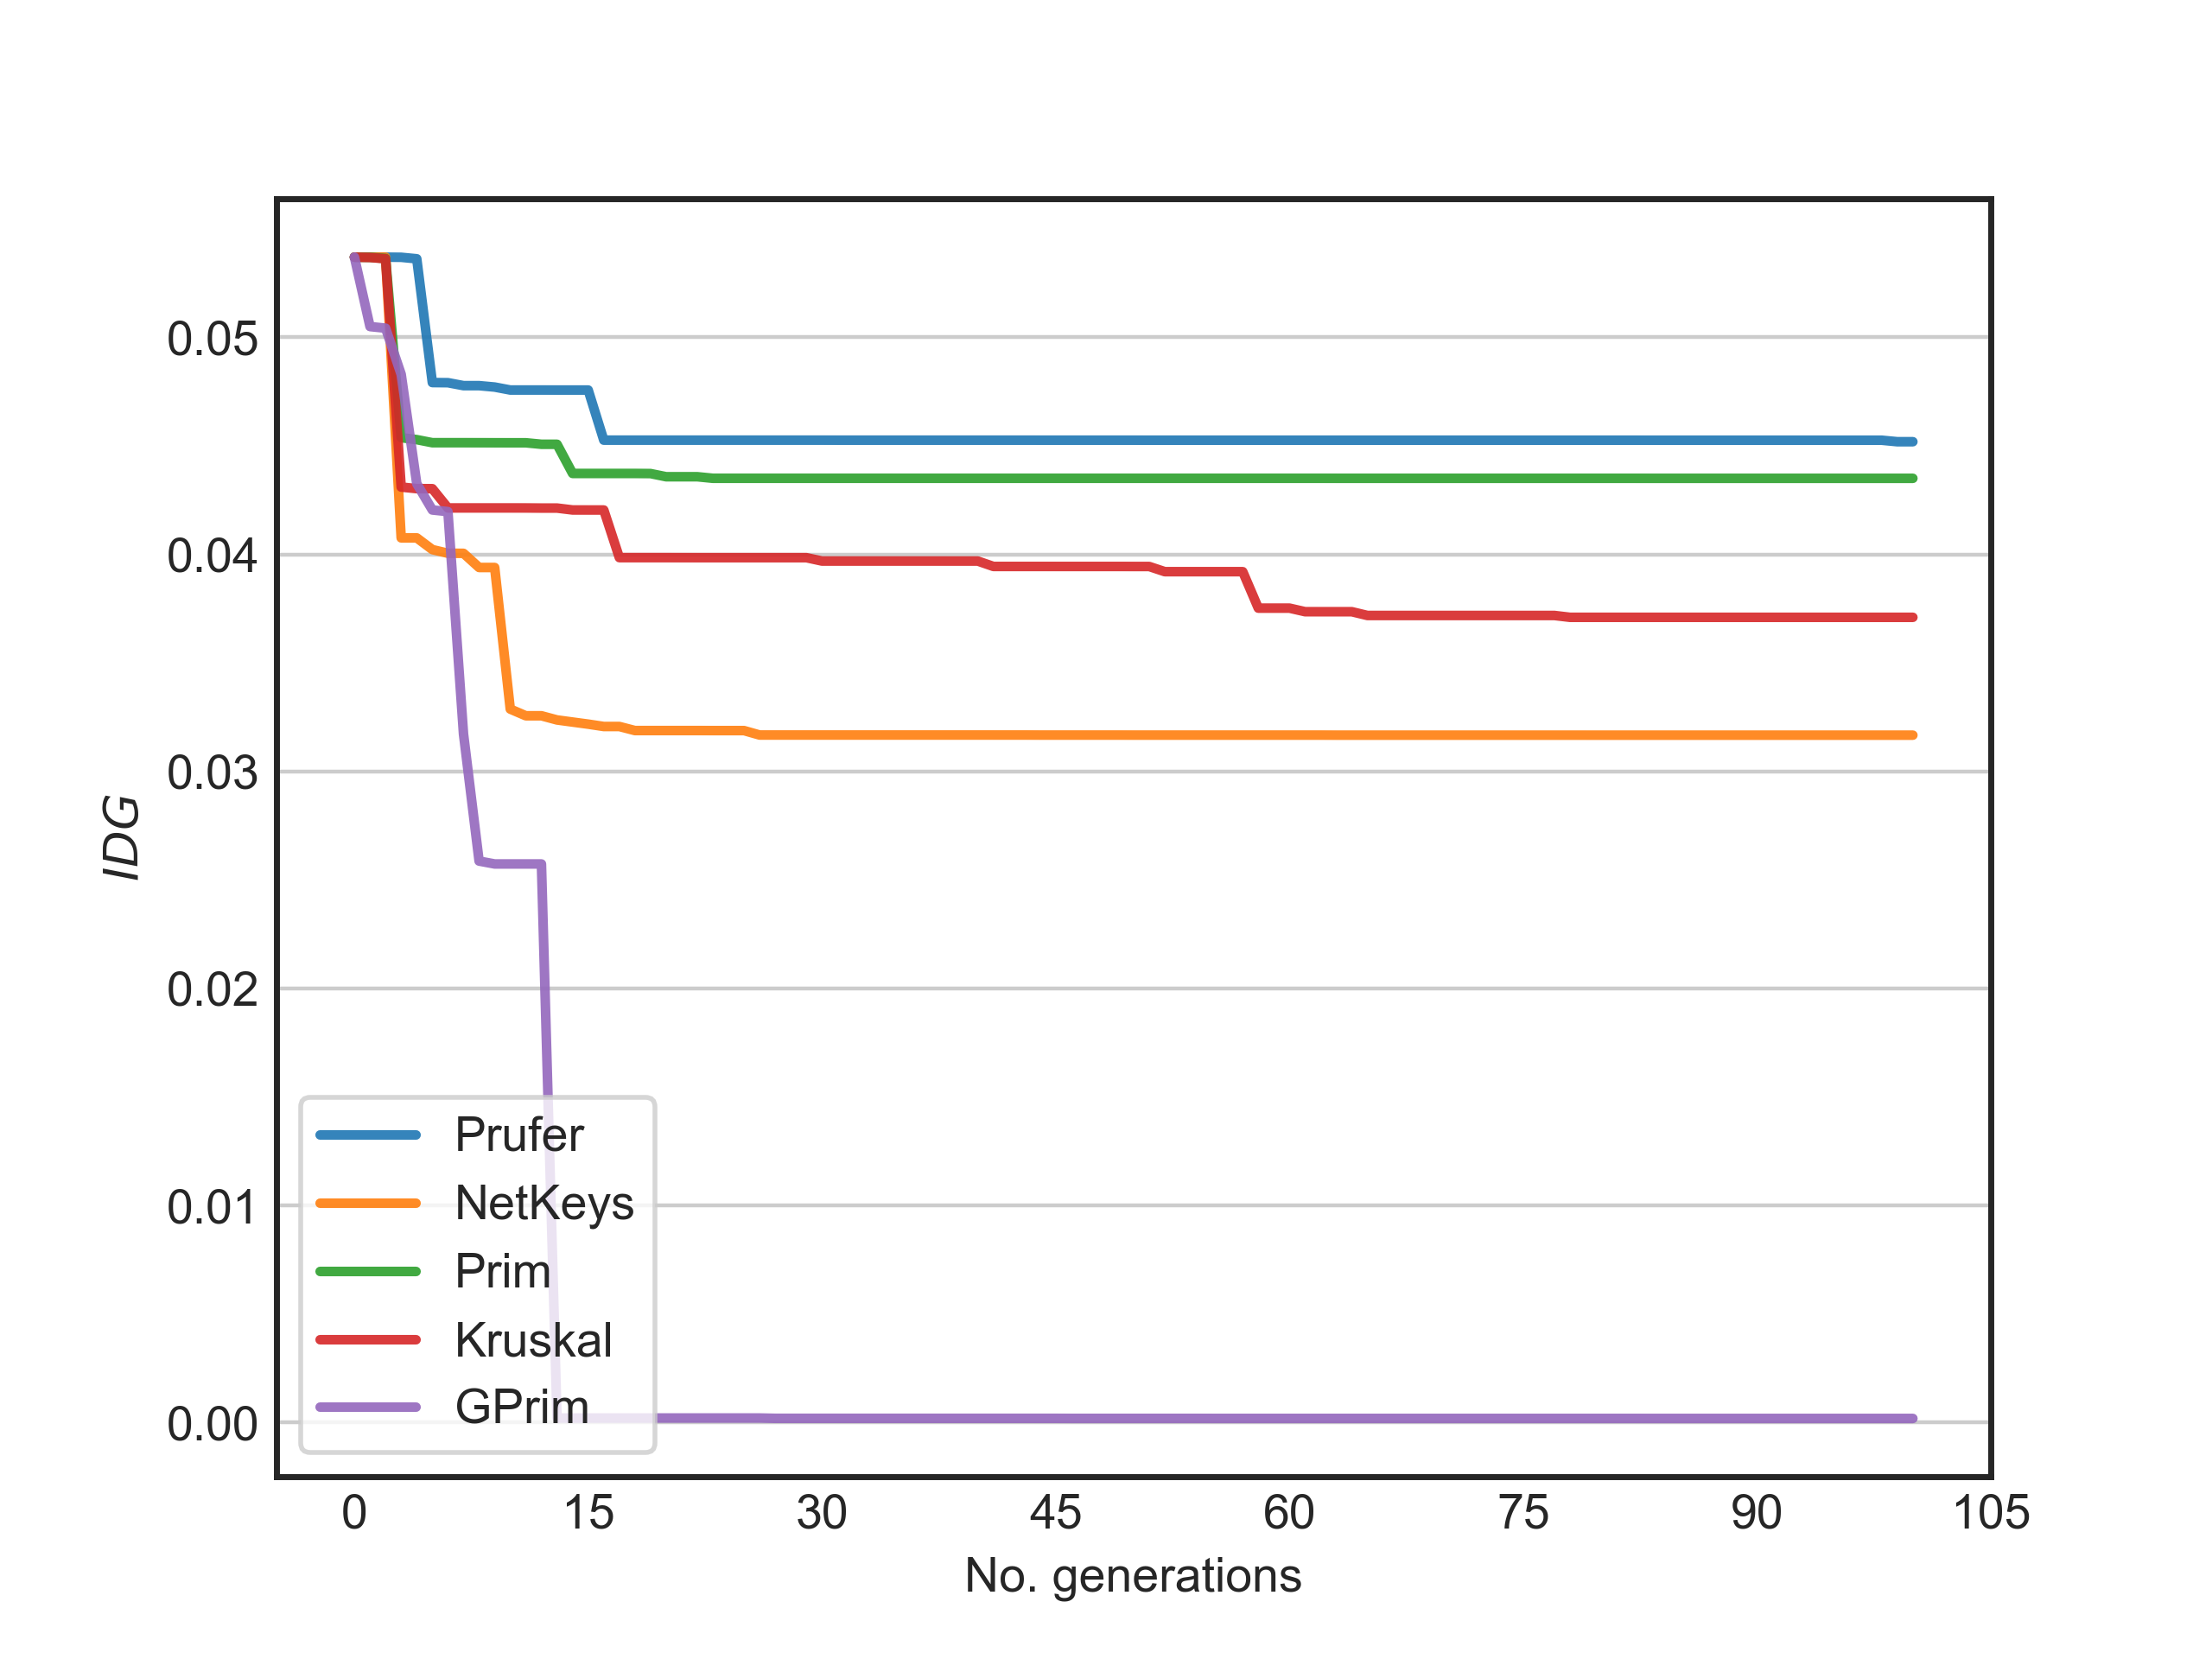 0.05
0.04
0.03
0.02
0.01
0.00
IDG
Prufer
NetKeys
Prim
Kruskal
GPrim
0 15 30 45 60 75 90 105
No. generations